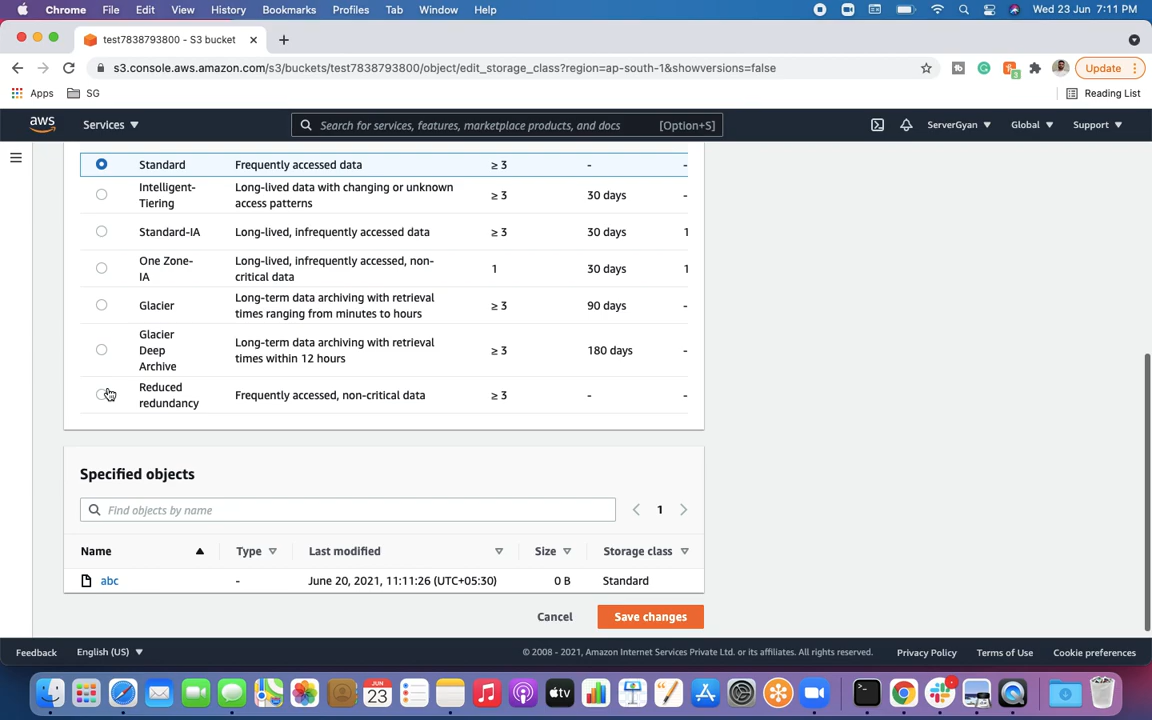 Chrome File Edit View History Bookmarks Profiles Tab Window Help Wed 23 Jun 7:11 PM
test7838793800 - S3 bucket
s3.console.aws.amazon.com/s3/buckets/test7838793800/object/edit_storage_class?region=ap-south-1&showversions=false Update
Apps SG Reading List
aws Services Search for services, features, marketplace products, and docs [Option+S] ServerGyan Global Support
Standard Frequently accessed data ≥ 3 - -
Intelligent- Long-lived data with changing or unknown
Tiering access patterns ≥ 3 30 days -
Standard-IA Long-lived, infrequently accessed data ≥ 3 30 days 1
One Zone- Long-lived, infrequently accessed, non-
IA critical data 1 30 days 1
Glacier Long-term data archiving with retrieval
times ranging from minutes to hours ≥ 3 90 days -
Glacier
Deep Long-term data archiving with retrieval
Archive times within 12 hours ≥ 3 180 days -
Reduced
redundancy Frequently accessed, non-critical data ≥ 3 - -
Specified objects
Find objects by name 1
Name Type Last modified Size Storage class
abc - June 20, 2021, 11:11:26 (UTC+05:30) 0 B Standard
Cancel Save changes
Feedback English (US) © 2008 - 2021, Amazon Internet Services Private Ltd. or its affiliates. All rights reserved. Privacy Policy Terms of Use Cookie preferences
JUN
23
tv